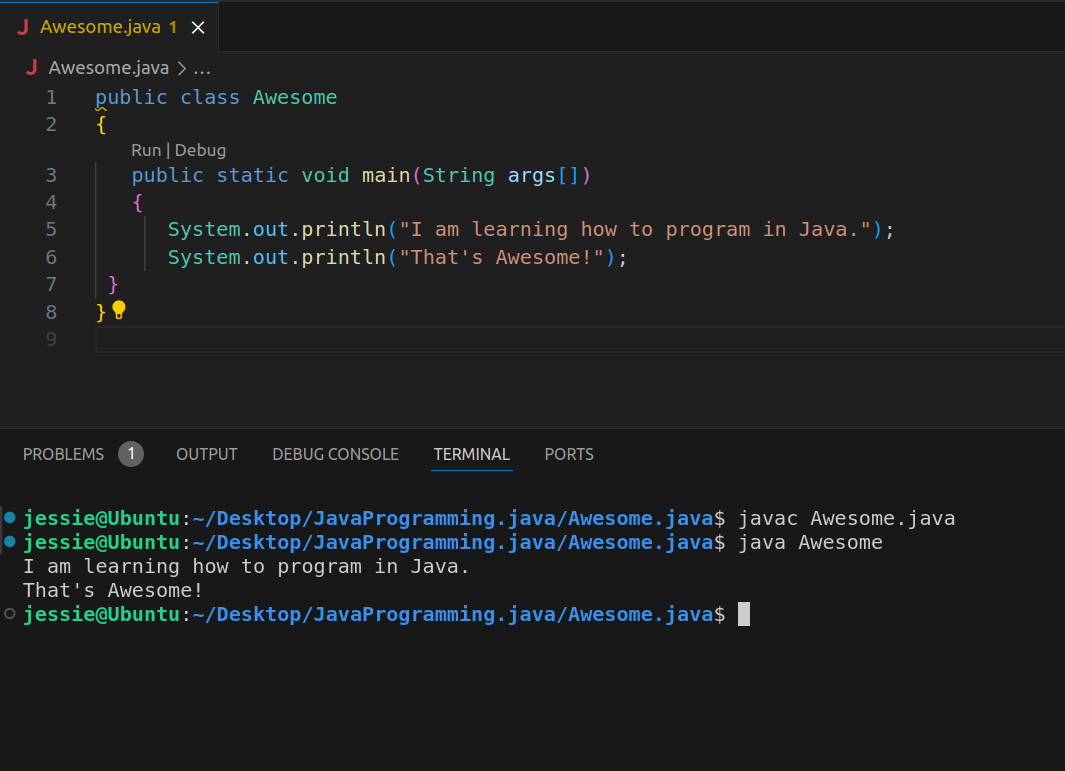 J Awesome.java 1 ×
J Awesome.java > ...
1 public class Awesome
2 {
Run | Debug
3 public static void main(String args[])
4 {
5 System.out.println("I am learning how to program in Java.");
6 System.out.println("That's Awesome!");
7 }
8 }
9
PROBLEMS 1 OUTPUT DEBUG CONSOLE TERMINAL PORTS
jessie@Ubuntu:~/Desktop/JavaProgramming.java/Awesome.java$ javac Awesome.java
jessie@Ubuntu:~/Desktop/JavaProgramming.java/Awesome.java$ java Awesome
I am learning how to program in Java.
That's Awesome!
jessie@Ubuntu:~/Desktop/JavaProgramming.java/Awesome.java$